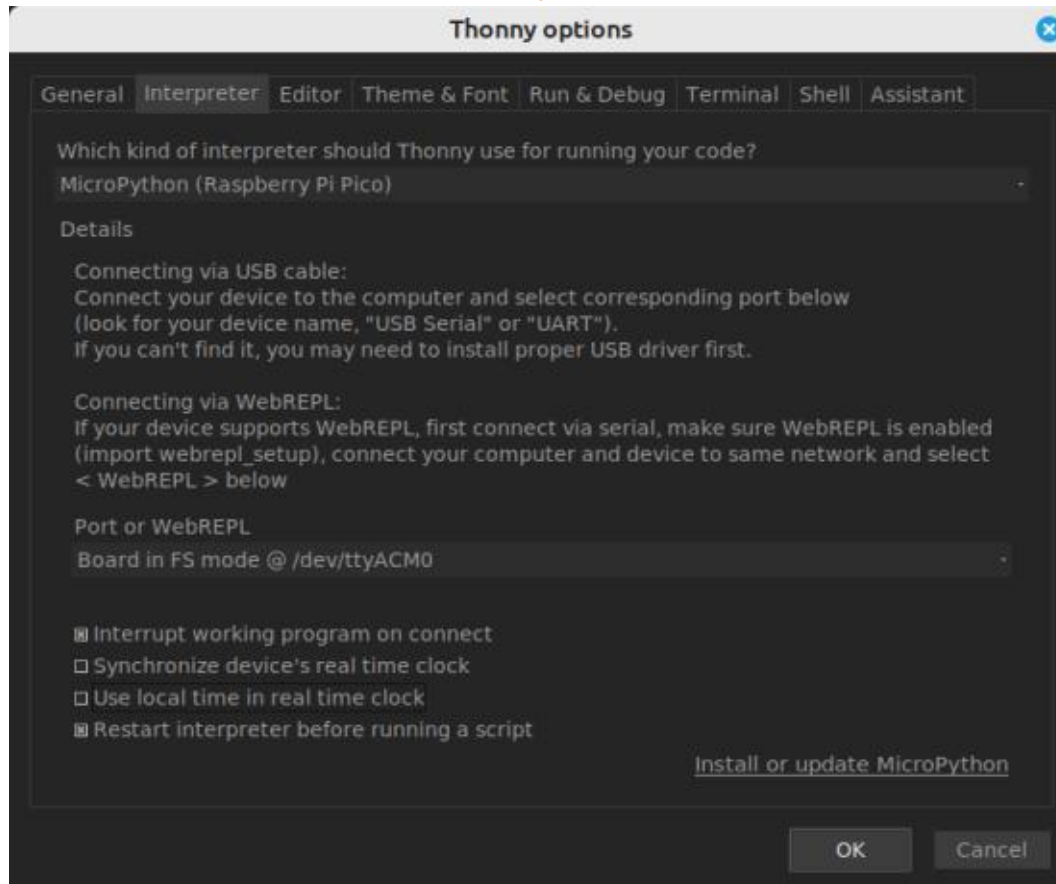 Thonny options
General Interpreter Editor Theme & Font Run & Debug Terminal Shell Assistant
Which kind of interpreter should Thonny use for running your code?
MicroPython (Raspberry Pi Pico)
Details
Connecting via USB cable:
Connect your device to the computer and select corresponding port below
(look for your device name, "USB Serial" or "UART").
If you can't find it, you may need to install proper USB driver first.
Connecting via WebREPL:
If your device supports WebREPL, first connect via serial, make sure WebREPL is enabled
(import webrepl_setup), connect your computer and device to same network and select
< WebREPL > below
Port or WebREPL
Board in FS mode @ /dev/ttyACM0
Interrupt working program on connect
Synchronize device's real time clock
Use local time in real time clock
Restart interpreter before running a script
Install or update MicroPython
OK Cancel